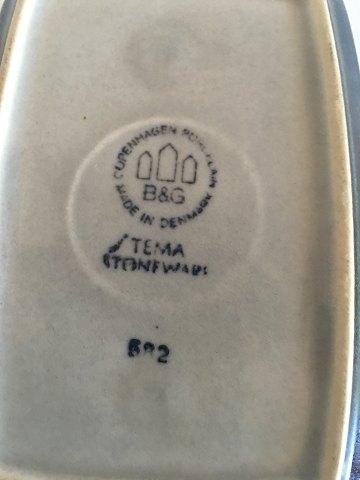 COPENHAGEN PORCELAIN
B&G
MADE IN DENMARK
TEMA
STONEWARE